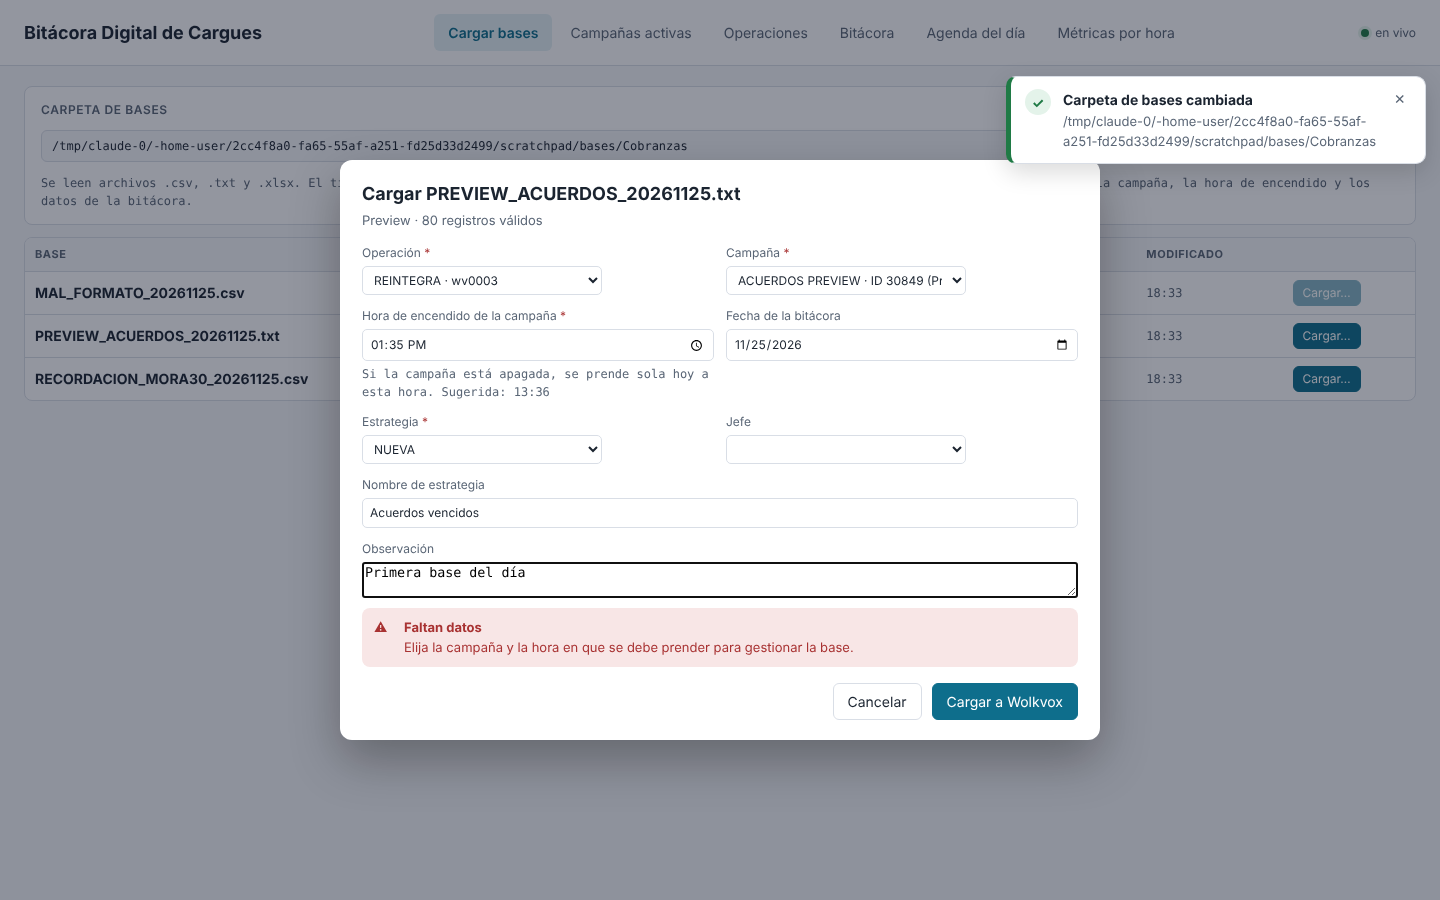 Bitácora Digital de Cargues
Cargar bases
Campañas activas
Operaciones
Bitácora
Agenda del día
Métricas por hora
en vivo
Carpeta de bases cambiada
/tmp/claude-0/-home-user/2cc4f8a0-fa65-55af-
a251-fd25d33d2499/scratchpad/bases/Cobranzas
CARPETA DE BASES
/tmp/claude-0/-home-user/2cc4f8a0-fa65-55af-a251-fd25d33d2499/scratchpad/bases/Cobranzas
Se leen archivos .csv, .txt y .xlsx. El
la campaña, la hora de encendido y los
datos de la bitácora.
BASE
MODIFICADO
MAL_FORMATO_20261125.csv
18:33
Cargar...
PREVIEW_ACUERDOS_20261125.txt
18:33
Cargar...
RECORDACION_MORA30_20261125.csv
18:33
Cargar...
Cargar PREVIEW_ACUERDOS_20261125.txt
Preview · 80 registros válidos
Operación *
Campaña *
REINTEGRA · wv0003
ACUERDOS PREVIEW · ID 30849 (Pr
Hora de encendido de la campaña *
Fecha de la bitácora
01:35 PM
11/25/2026
Si la campaña está apagada, se prende sola hoy a
esta hora. Sugerida: 13:36
Estrategia *
Jefe
NUEVA
Nombre de estrategia
Acuerdos vencidos
Observación
Primera base del día
Faltan datos
Elija la campaña y la hora en que se debe prender para gestionar la base.
Cancelar
Cargar a Wolkvox